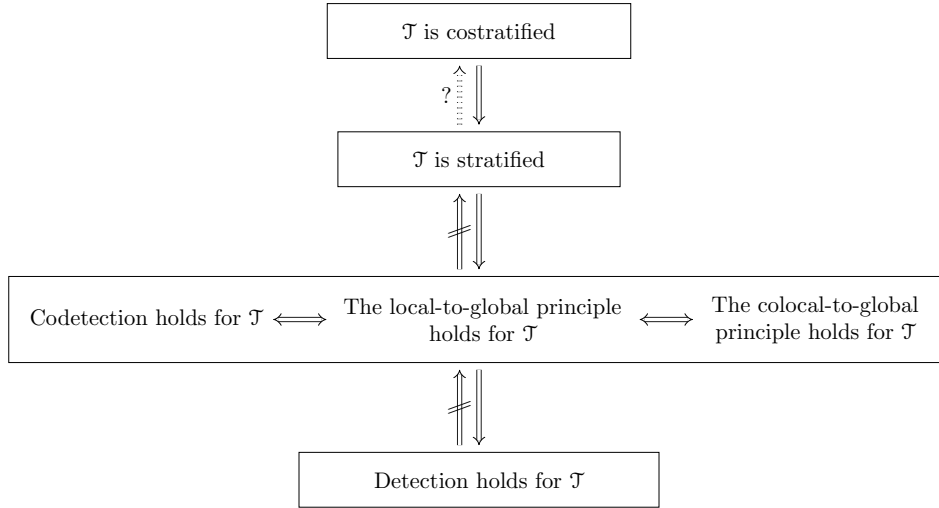 𝒯 is costratified
?
𝒯 is stratified
Codetection holds for 𝒯
The local-to-global principle
holds for 𝒯
The colocal-to-global
principle holds for 𝒯
Detection holds for 𝒯